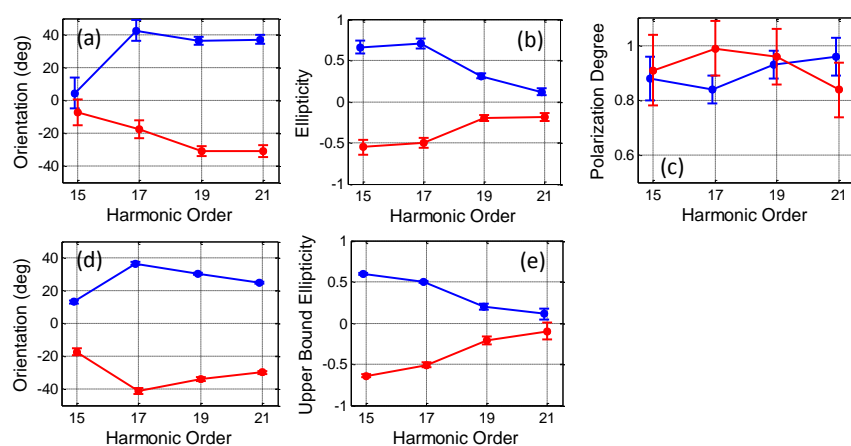 (a)
Orientation (deg)
40
20
0
-20
-40
15 17 19 21
Harmonic Order
(b)
Ellipticity
1
0.5
0
-0.5
-1
15 17 19 21
Harmonic Order
(c)
Polarization Degree
1
0.8
0.6
15 17 19 21
Harmonic Order
(d)
Orientation (deg)
40
20
0
-20
-40
15 17 19 21
Harmonic Order
(e)
Upper Bound Ellipticity
1
0.5
0
-0.5
-1
15 17 19 21
Harmonic Order